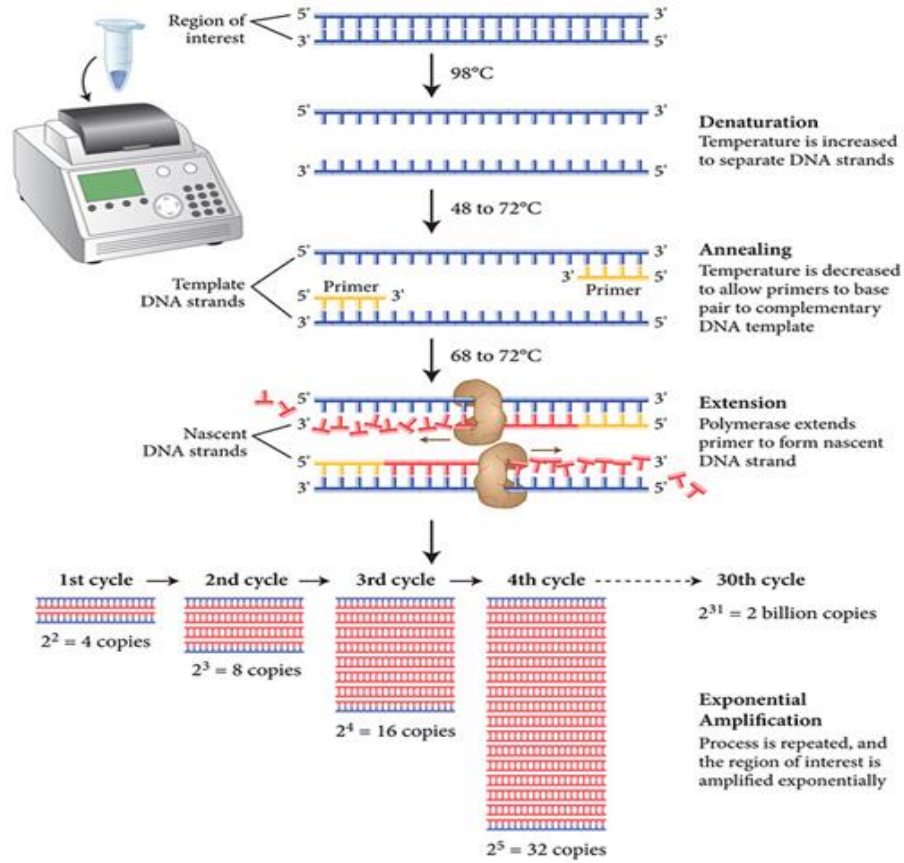 Region of
interest
5' 3'
3' 5'
98°C
5' 3'
3' 5'
Denaturation
Temperature is increased
to separate DNA strands
48 to 72°C
5' 3'
3' 5'
Primer
Template
DNA strands
Primer
5' 3'
3' 5'
Annealing
Temperature is decreased
to allow primers to base
pair to complementary
DNA template
68 to 72°C
5' 3'
3' 5'
Nascent
DNA strands
5' 3'
3' 5'
Extension
Polymerase extends
primer to form nascent
DNA strand
1st cycle 2nd cycle 3rd cycle 4th cycle 30th cycle
2² = 4 copies
2³ = 8 copies
2⁴ = 16 copies
2⁵ = 32 copies
2³¹ = 2 billion copies
Exponential
Amplification
Process is repeated, and
the region of interest is
amplified exponentially